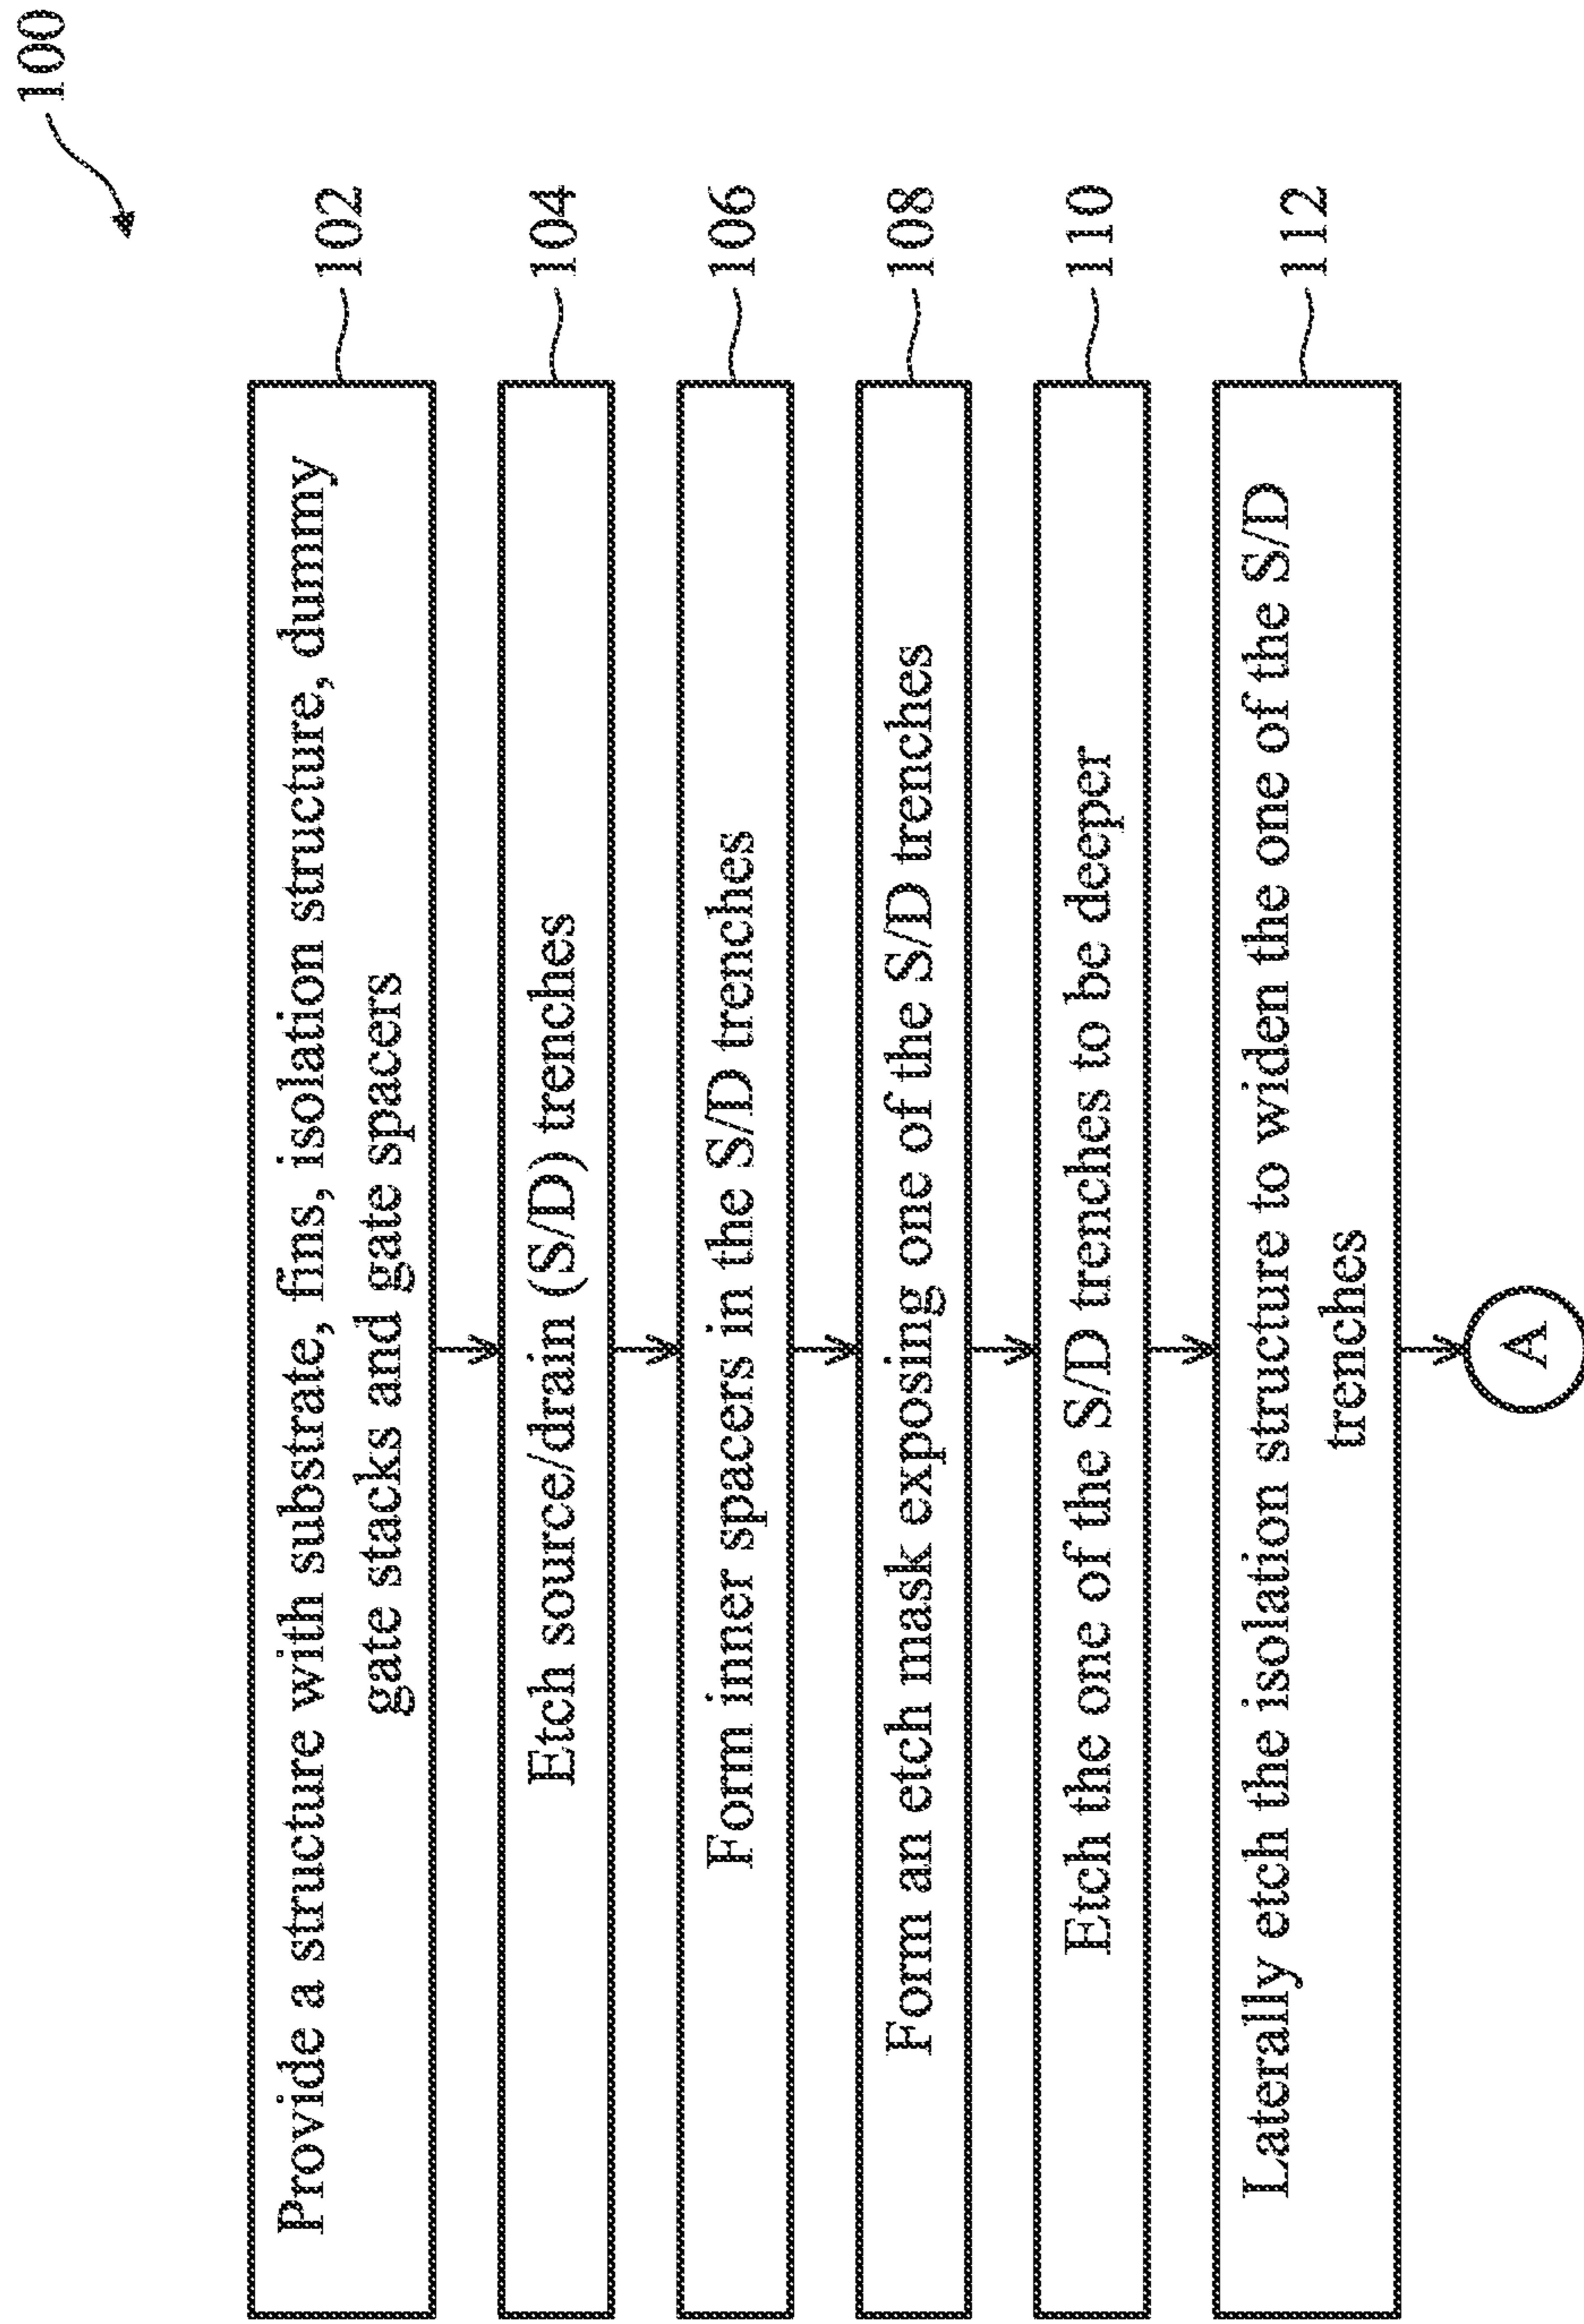 100
Provide a structure with substrate, fins, isolation structure, dummy
gate stacks and gate spacers
102
Etch source/drain (S/D) trenches
104
Form inner spacers in the S/D trenches
106
Form an etch mask exposing one of the S/D trenches
108
Etch the one of the S/D trenches to be deeper
110
Laterally etch the isolation structure to widen the one of the S/D
trenches
112
A